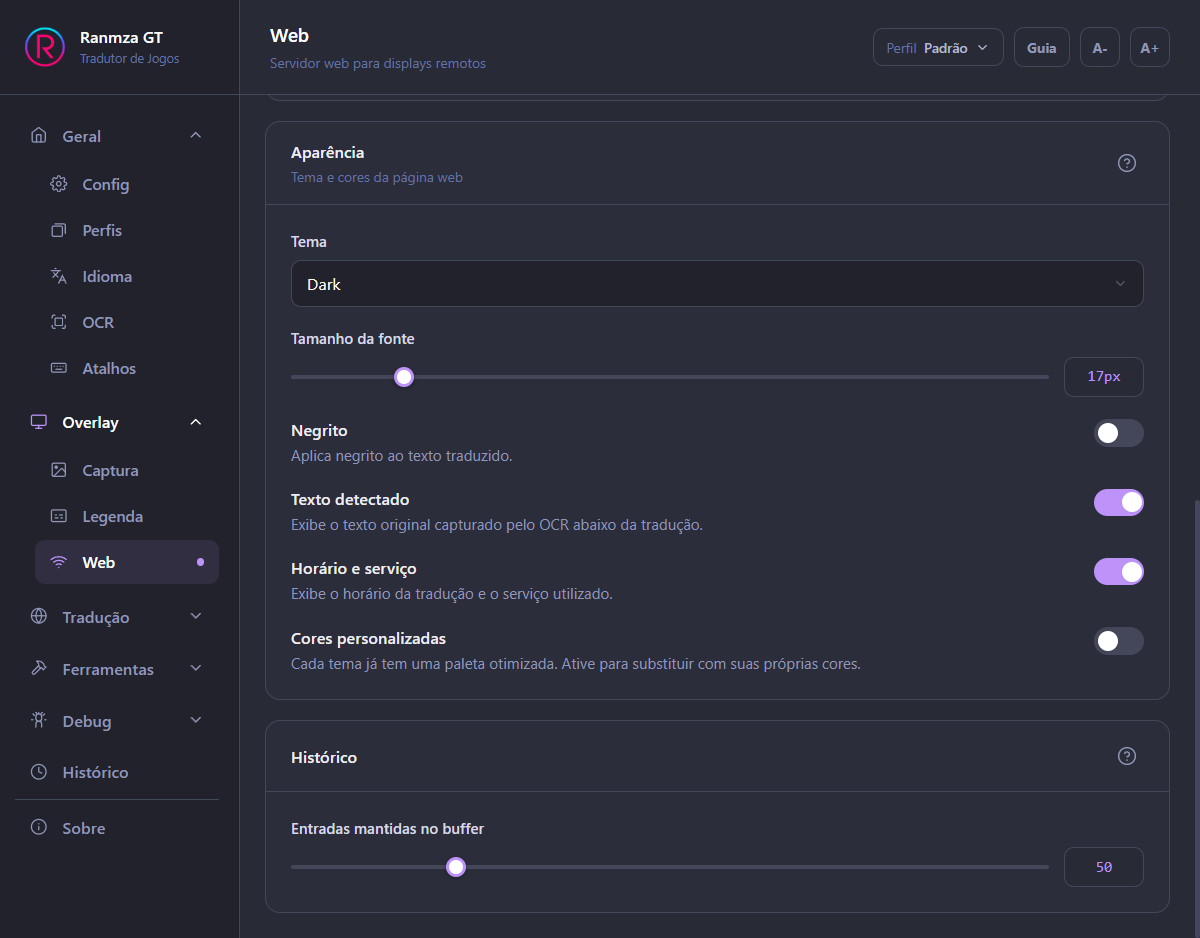 Ranmza GT
Tradutor de Jogos
Geral
Config
Perfis
Idioma
OCR
Atalhos
Overlay
Captura
Legenda
Web
Tradução
Ferramentas
Debug
Histórico
Sobre
Web
Servidor web para displays remotos
Perfil Padrão
Guia
A-
A+
Aparência
Tema e cores da página web
Tema
Dark
Tamanho da fonte
17px
Negrito
Aplica negrito ao texto traduzido.
Texto detectado
Exibe o texto original capturado pelo OCR abaixo da tradução.
Horário e serviço
Exibe o horário da tradução e o serviço utilizado.
Cores personalizadas
Cada tema já tem uma paleta otimizada. Ative para substituir com suas próprias cores.
Histórico
Entradas mantidas no buffer
50